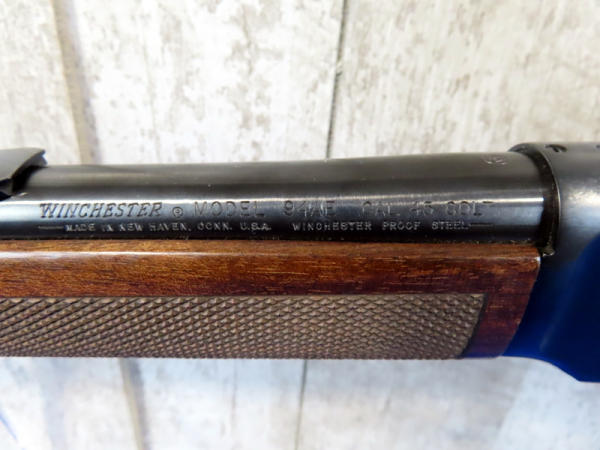 WINCHESTER ® MODEL 94AE CAL. 45 COLT
—MADE IN NEW HAVEN, CONN. U.S.A. WINCHESTER PROOF STEEL—